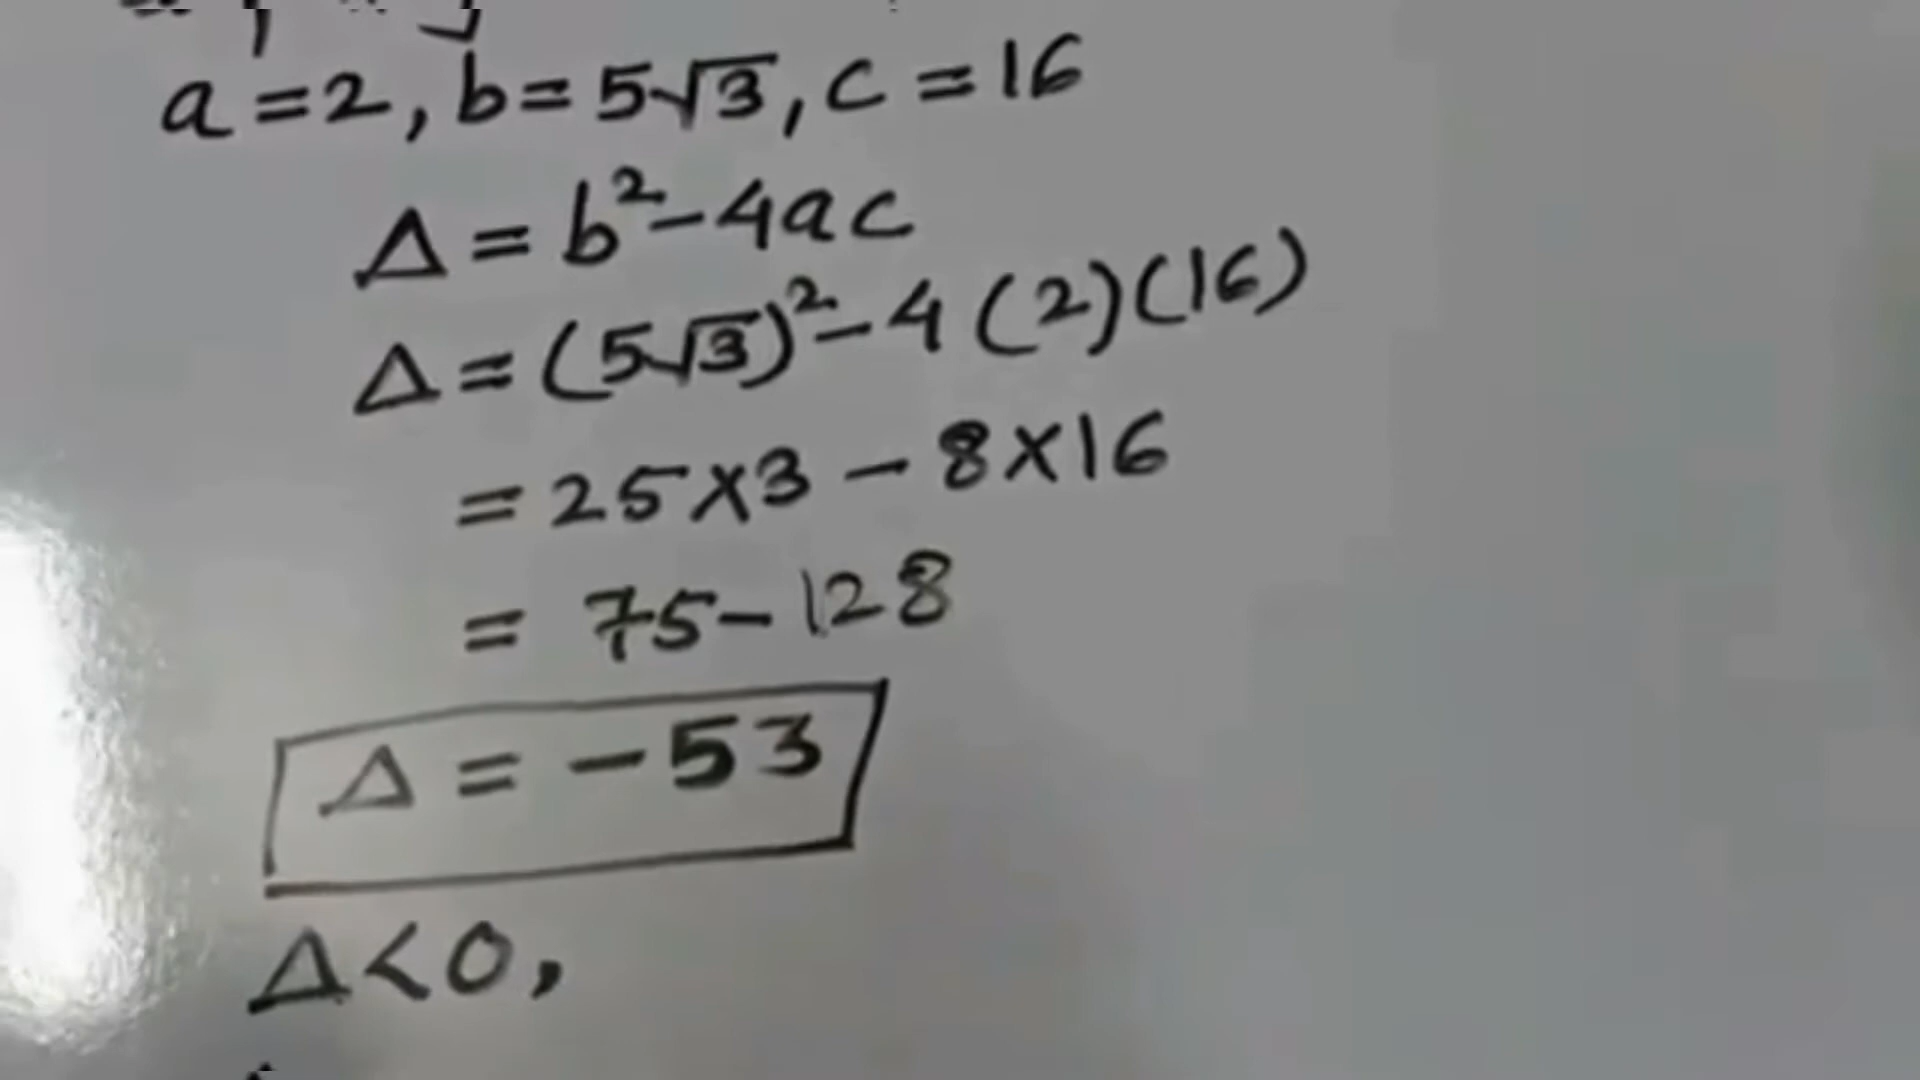 a = 2, b = 5√3, c = 16
Δ = b² - 4ac
Δ = (5√3)² - 4 (2)(16)
= 25×3 - 8×16
= 75 - 128
Δ = -53
Δ < 0,